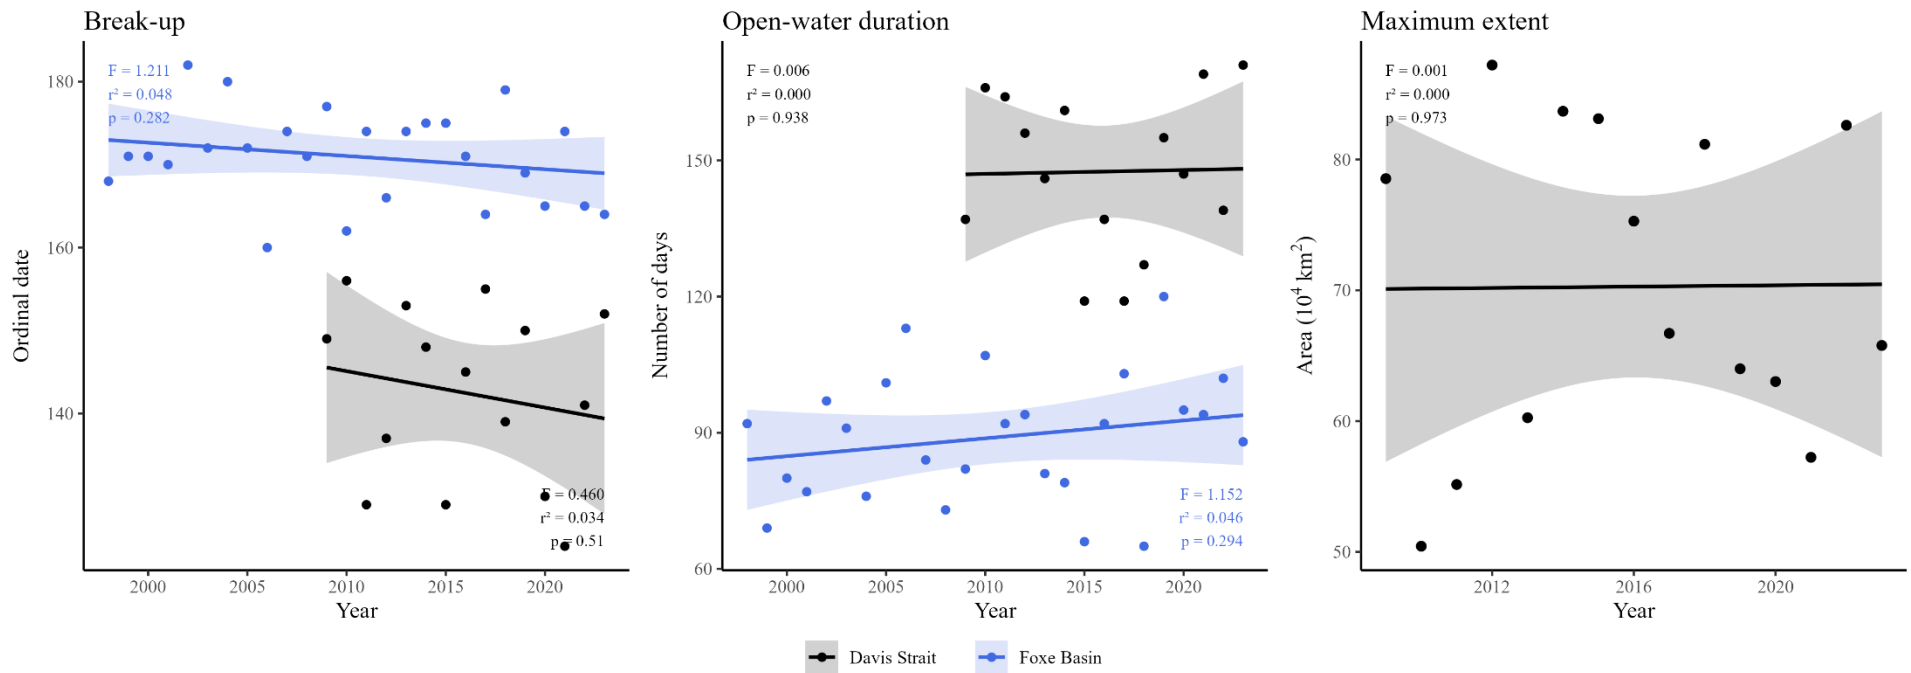 Break-up
Ordinal date
180
160
140
F = 1.211
r² = 0.048
p = 0.282
F = 0.460
r² = 0.034
p = 0.51
2000 2005 2010 2015 2020
Year
Open-water duration
Number of days
150
120
90
60
F = 0.006
r² = 0.000
p = 0.938
F = 1.152
r² = 0.046
p = 0.294
2000 2005 2010 2015 2020
Year
Maximum extent
Area (10⁴ km²)
80
70
60
50
F = 0.001
r² = 0.000
p = 0.973
2012 2016 2020
Year
Davis Strait Foxe Basin